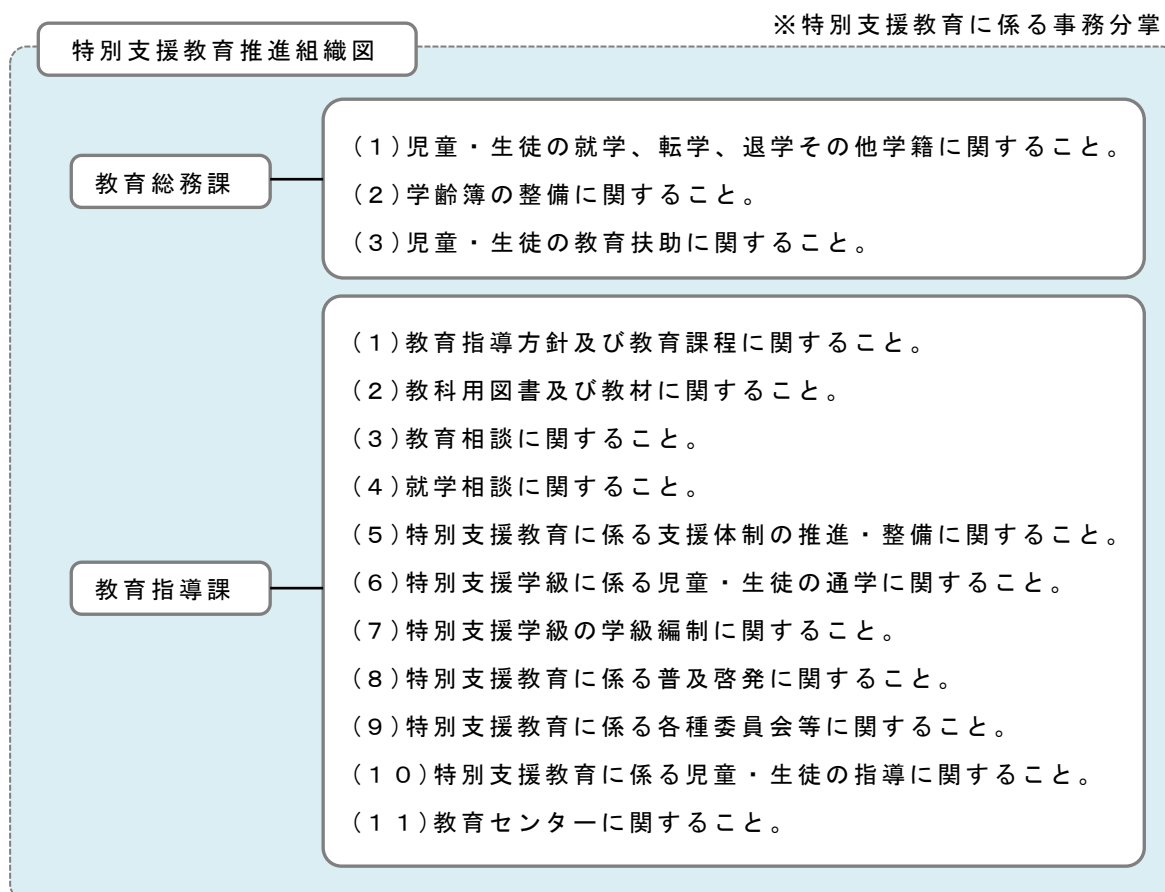 ※特別支援教育に係る事務分掌
特別支援教育推進組織図
教育総務課
(1)児童・生徒の就学、転学、退学その他学籍に関すること。
(2)学齢簿の整備に関すること。
(3)児童・生徒の教育扶助に関すること。
教育指導課
(1)教育指導方針及び教育課程に関すること。
(2)教科用図書及び教材に関すること。
(3)教育相談に関すること。
(4)就学相談に関すること。
(5)特別支援教育に係る支援体制の推進・整備に関すること。
(6)特別支援学級に係る児童・生徒の通学に関すること。
(7)特別支援学級の学級編制に関すること。
(8)特別支援教育に係る普及啓発に関すること。
(9)特別支援教育に係る各種委員会等に関すること。
(10)特別支援教育に係る児童・生徒の指導に関すること。
(11)教育センターに関すること。